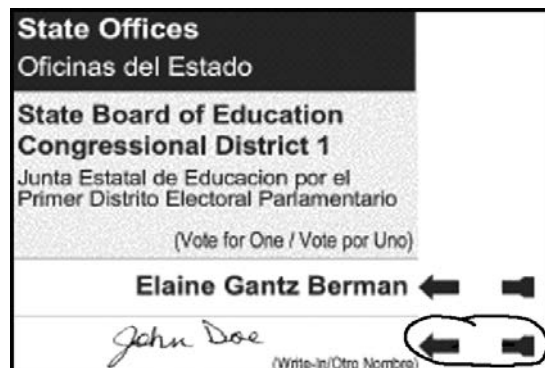 State Offices
Oficinas del Estado
State Board of Education
Congressional District 1
Junta Estatal de Educacion por el
Primer Distrito Electoral Parlamentario
(Vote for One / Vote por Uno)
Elaine Gantz Berman
John Doe
(Write-In/Otro Nombre)